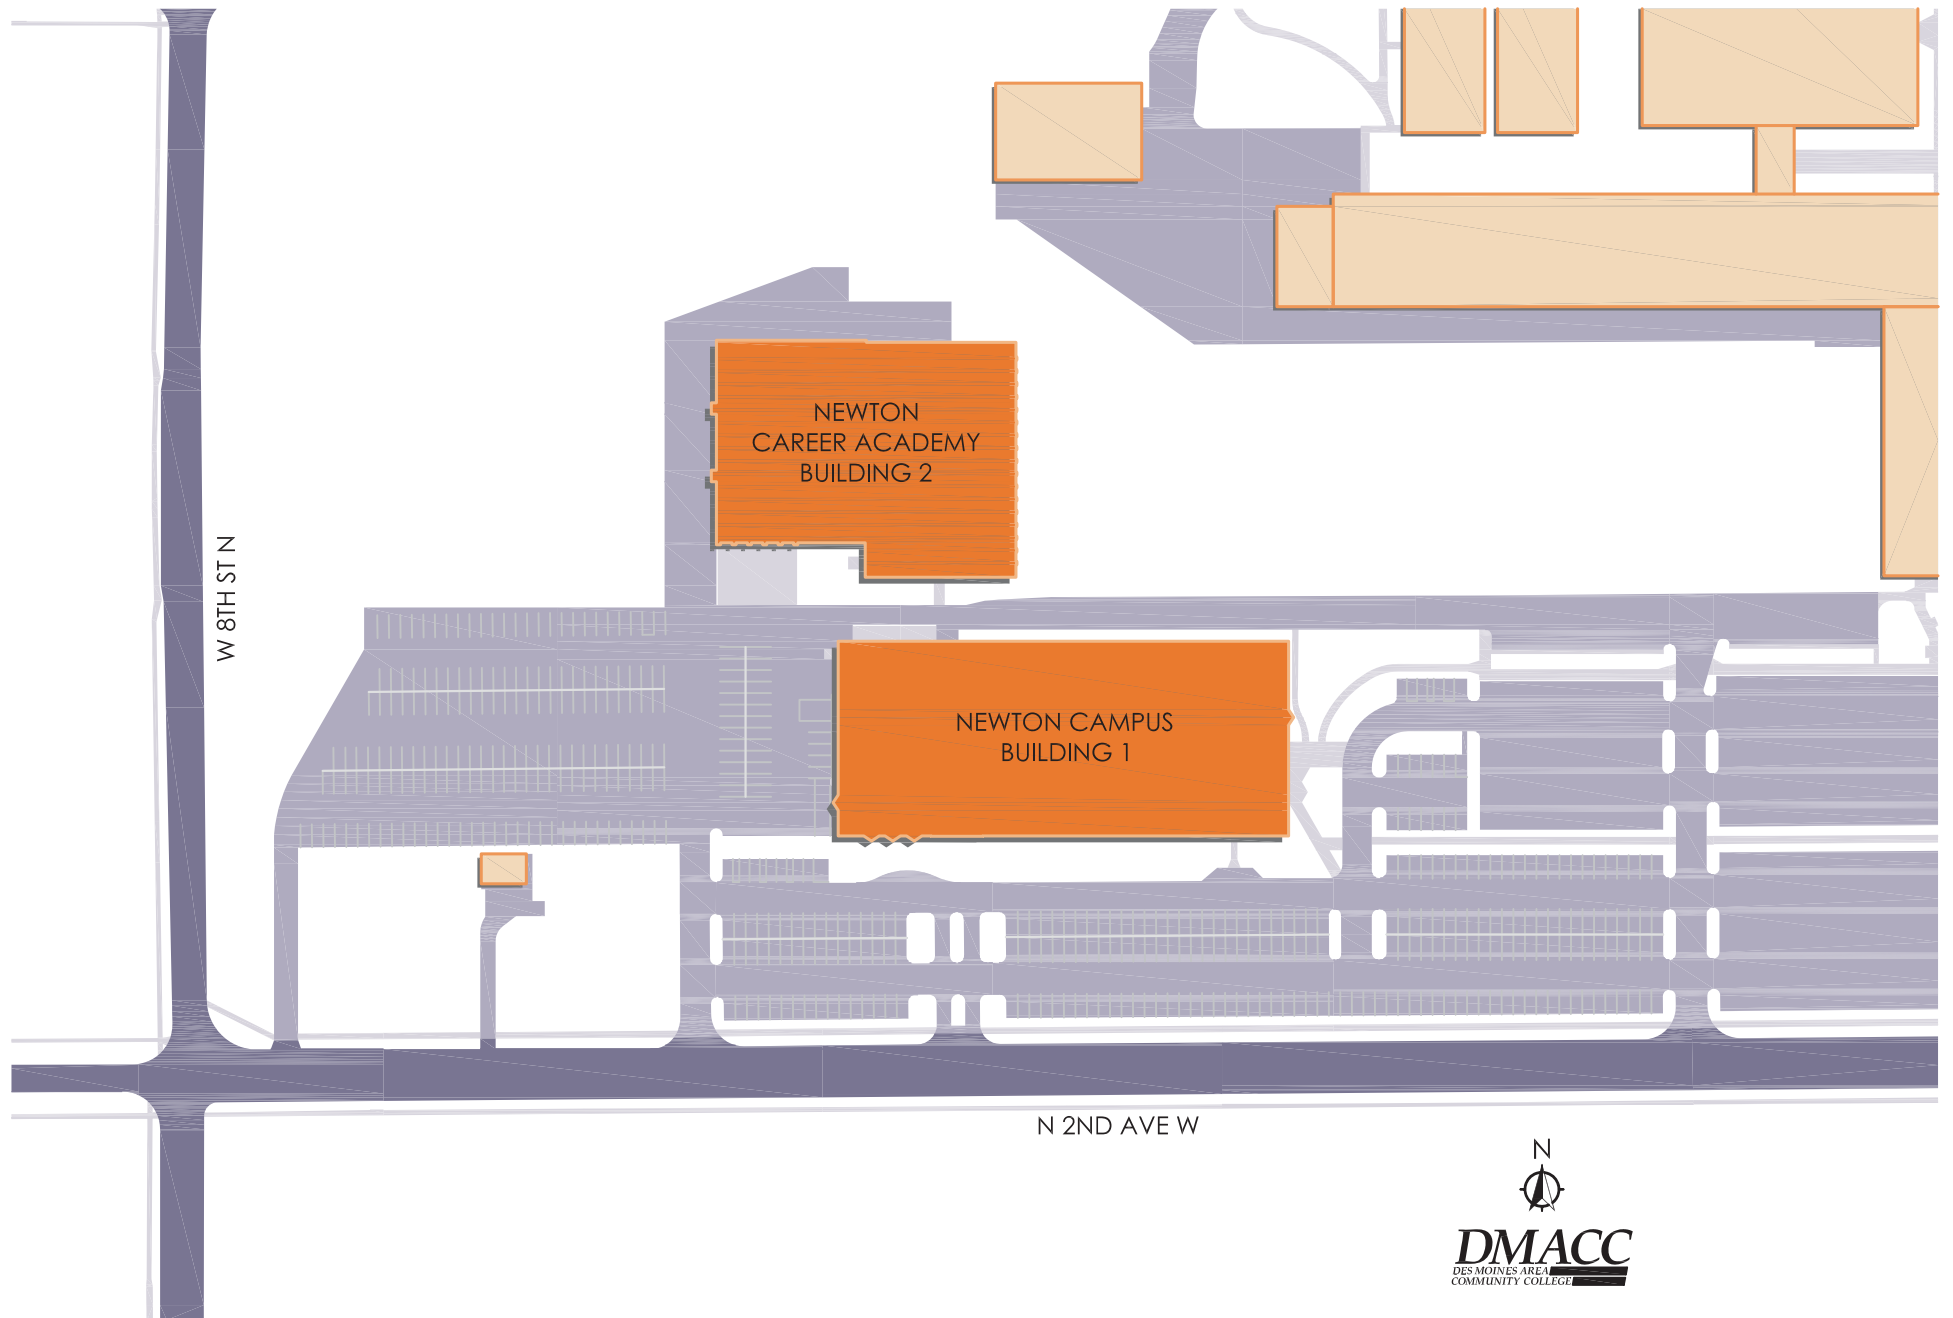 NEWTON
CAREER ACADEMY
BUILDING 2
W 8TH ST N
NEWTON CAMPUS
BUILDING 1
N 2ND AVE W
N
DMACC
DES MOINES AREA
COMMUNITY COLLEGE